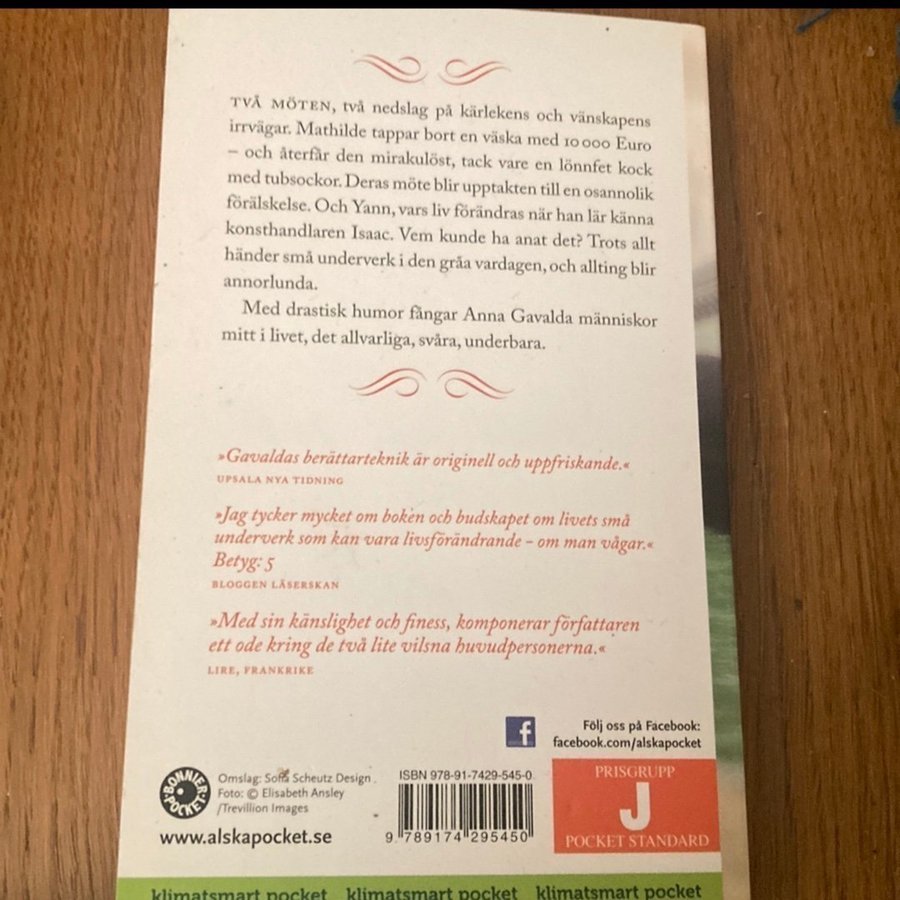 TVÅ MÖTEN, två nedslag på kärlekens och vänskapens
irrvägar. Mathilde tappar bort en väska med 10 000 Euro
– och återfår den mirakulöst, tack vare en lönnfet kock
med tubsockor. Deras möte blir upptakten till en osannolik
förälskelse. Och Yann, vars liv förändras när han lär känna
konsthandlaren Isaac. Vem kunde ha anat det? Trots allt
händer små underverk i den gråa vardagen, och allting blir
annorlunda.
Med drastisk humor fångar Anna Gavalda människor
mitt i livet, det allvarliga, svåra, underbara.
»Gavaldas berättarteknik är originell och uppfriskande.«
UPSALA NYA TIDNING
»Jag tycker mycket om boken och budskapet om livets små
underverk som kan vara livsförändrande – om man vågar.«
Betyg: 5
BLOGGEN LÄSERSKAN
»Med sin känslighet och finess, komponerar författaren
ett ode kring de två lite vilsna huvudpersonerna.«
LIRE, FRANKRIKE
f
Följ oss på Facebook:
facebook.com/alskapocket
BONNIER POCKET
Omslag: Sofia Scheutz Design
Foto: © Elisabeth Ansley
/Trevillion Images
www.alskapocket.se
ISBN 978-91-7429-545-0
9 789174 295450
PRISGRUPP
J
POCKET STANDARD
klimatsmart pocket klimatsmart pocket klimatsmart pocket